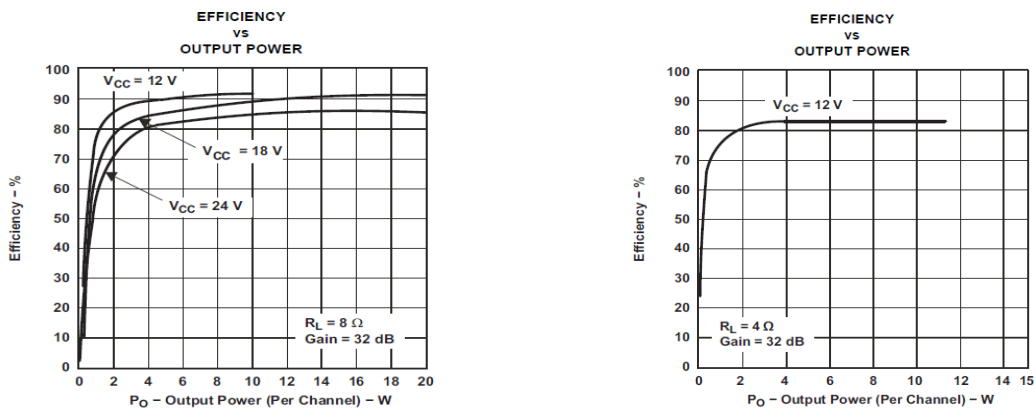 EFFICIENCY
vs
OUTPUT POWER
100
90
80
70
60
50
40
30
20
10
0
Efficiency – %
VCC = 12 V
VCC = 18 V
VCC = 24 V
RL = 8 Ω
Gain = 32 dB
0 2 4 6 8 10 12 14 16 18 20
PO – Output Power (Per Channel) – W
EFFICIENCY
vs
OUTPUT POWER
100
90
80
70
60
50
40
30
20
10
0
Efficiency – %
VCC = 12 V
RL = 4 Ω
Gain = 32 dB
0 2 4 6 8 10 12 14 15
PO – Output Power (Per Channel) – W